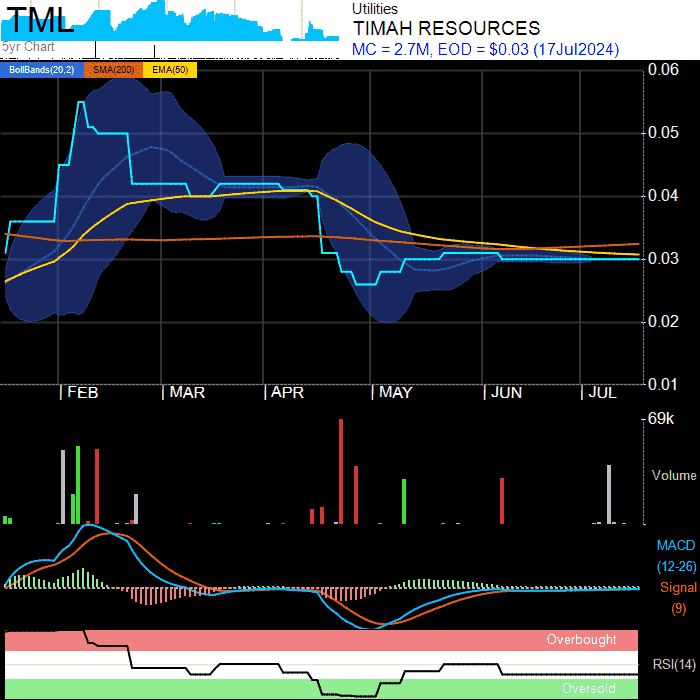 TML
5yr Chart
Utilities
TIMAH RESOURCES
MC = 2.7M, EOD = $0.03 (17Jul2024)
BollBands(20,2) SMA(200) EMA(50)
0.06
0.05
0.04
0.03
0.02
0.01
FEB MAR APR MAY JUN JUL
69k
Volume
MACD
(12-26)
Signal
(9)
Overbought
RSI(14)
Oversold